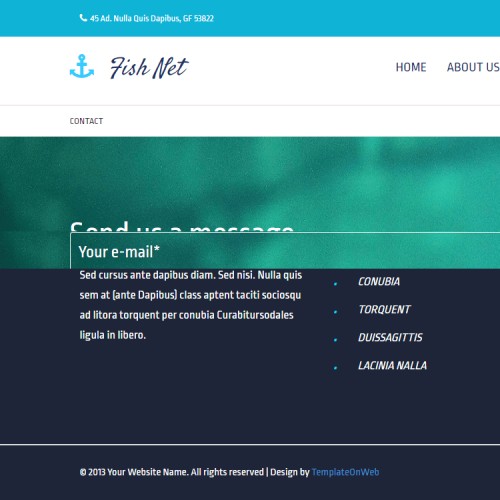 45 Ad. Nulla Quis Dapibus, GF 53822
Fish Net
HOME ABOUT US
CONTACT
Send us a message
Your e-mail*
Sed cursus ante dapibus diam. Sed nisi. Nulla quis
sem at (ante Dapibus) class aptent taciti sociosqu
ad litora torquent per conubia Curabitursodales
ligula in libero.
CONUBIA
TORQUENT
DUISSAGITTIS
LACINIA NALLA
© 2013 Your Website Name. All rights reserved | Design by TemplateOnWeb